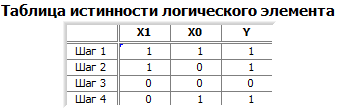 Таблица истинности логического элемента
X1 X0 Y
Шаг 1 1 1 1
Шаг 2 1 0 1
Шаг 3 0 0 0
Шаг 4 0 1 1